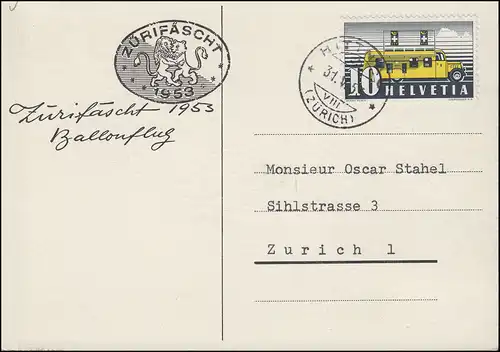 ZÜRIFÄSCHT
1953
Zürifäscht 1953
Ballonflug
31.
VIII
(ZÜRICH)
10
HELVETIA
Monsieur Oscar Stahel
Sihlstrasse 3
Zurich 1